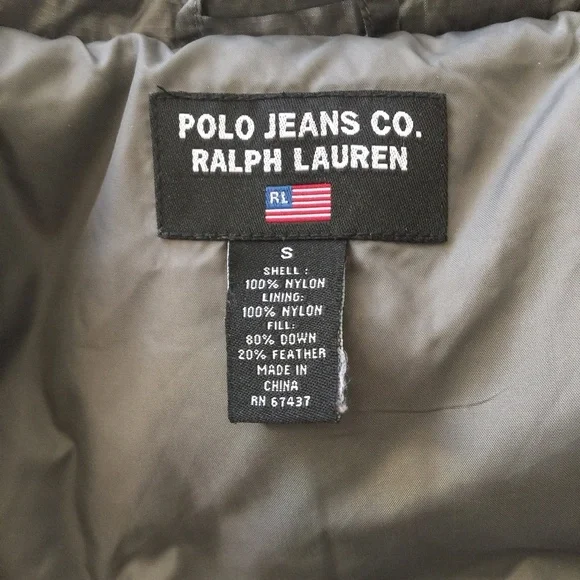 POLO JEANS CO.
RALPH LAUREN
RL
S
SHELL:
100% NYLON
LINING:
100% NYLON
FILL:
80% DOWN
20% FEATHER
MADE IN
CHINA
RN 67437